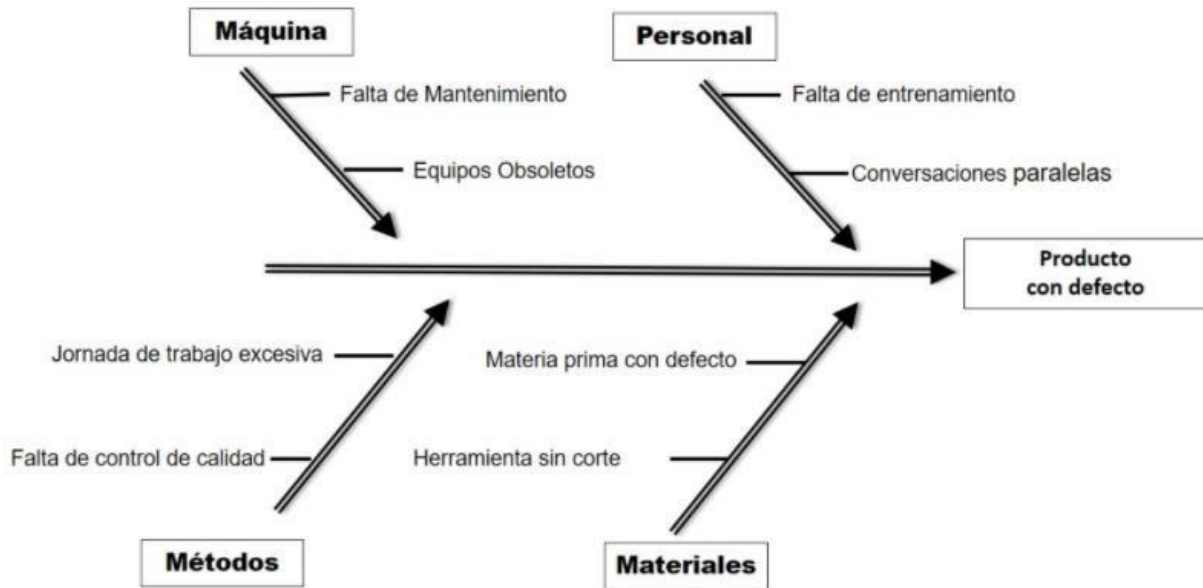 Máquina
Personal
Falta de Mantenimiento
Falta de entrenamiento
Equipos Obsoletos
Conversaciones paralelas
Producto
con defecto
Jornada de trabajo excesiva
Materia prima con defecto
Falta de control de calidad
Herramienta sin corte
Métodos
Materiales